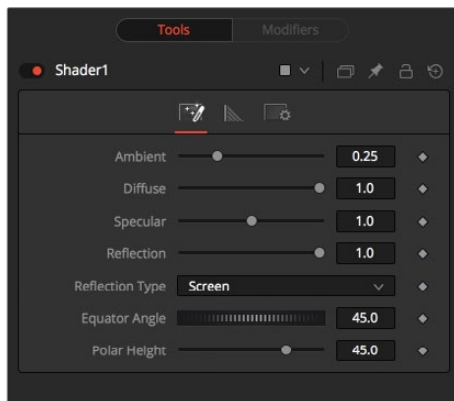 Tools Modifiers
Shader1
Ambient 0.25
Diffuse 1.0
Specular 1.0
Reflection 1.0
Reflection Type Screen
Equator Angle 45.0
Polar Height 45.0